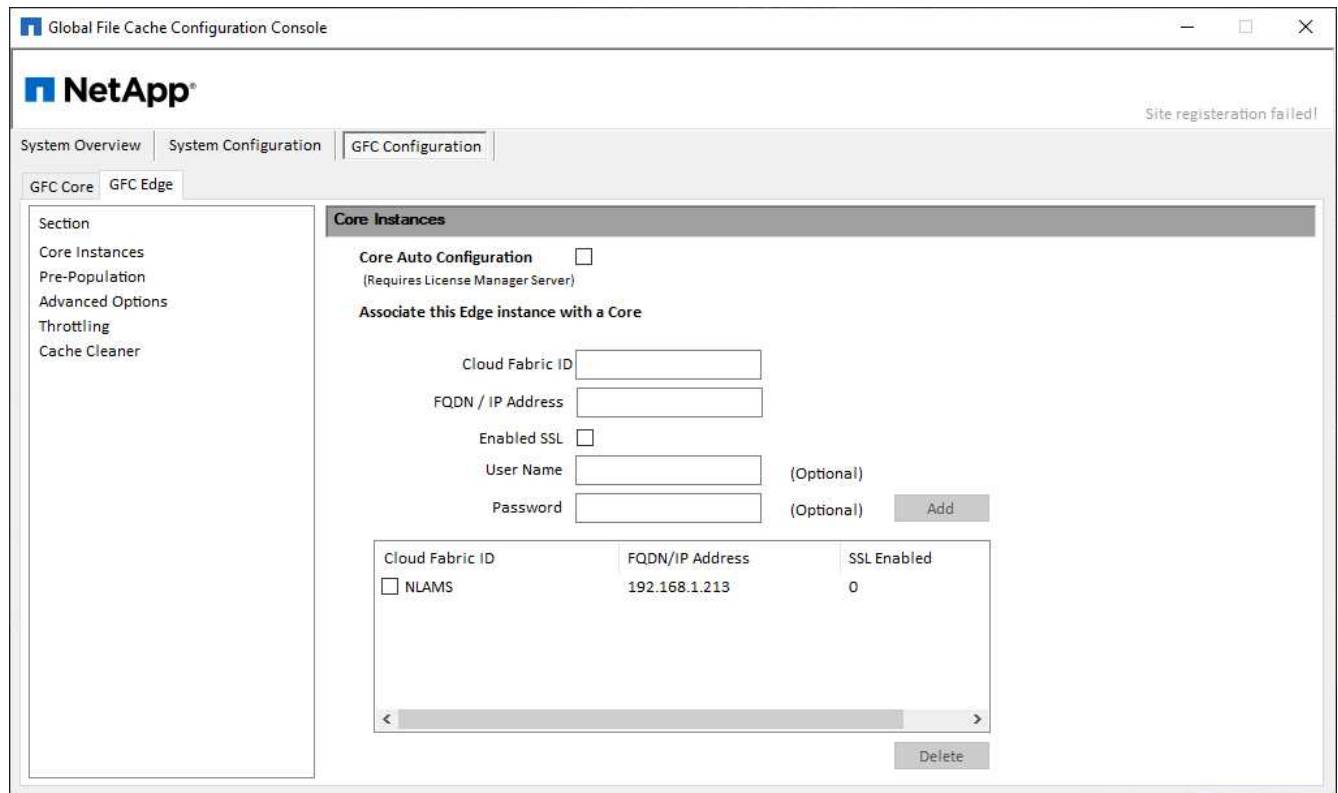 Global File Cache Configuration Console
NetApp®
Site registeration failed!
System Overview System Configuration GFC Configuration
GFC Core GFC Edge
Section
Core Instances
Pre-Population
Advanced Options
Throttling
Cache Cleaner
Core Instances
Core Auto Configuration
(Requires License Manager Server)
Associate this Edge instance with a Core
Cloud Fabric ID
FQDN / IP Address
Enabled SSL
User Name (Optional)
Password (Optional) Add
Cloud Fabric ID FQDN/IP Address SSL Enabled
NLAMS 192.168.1.213 0
Delete